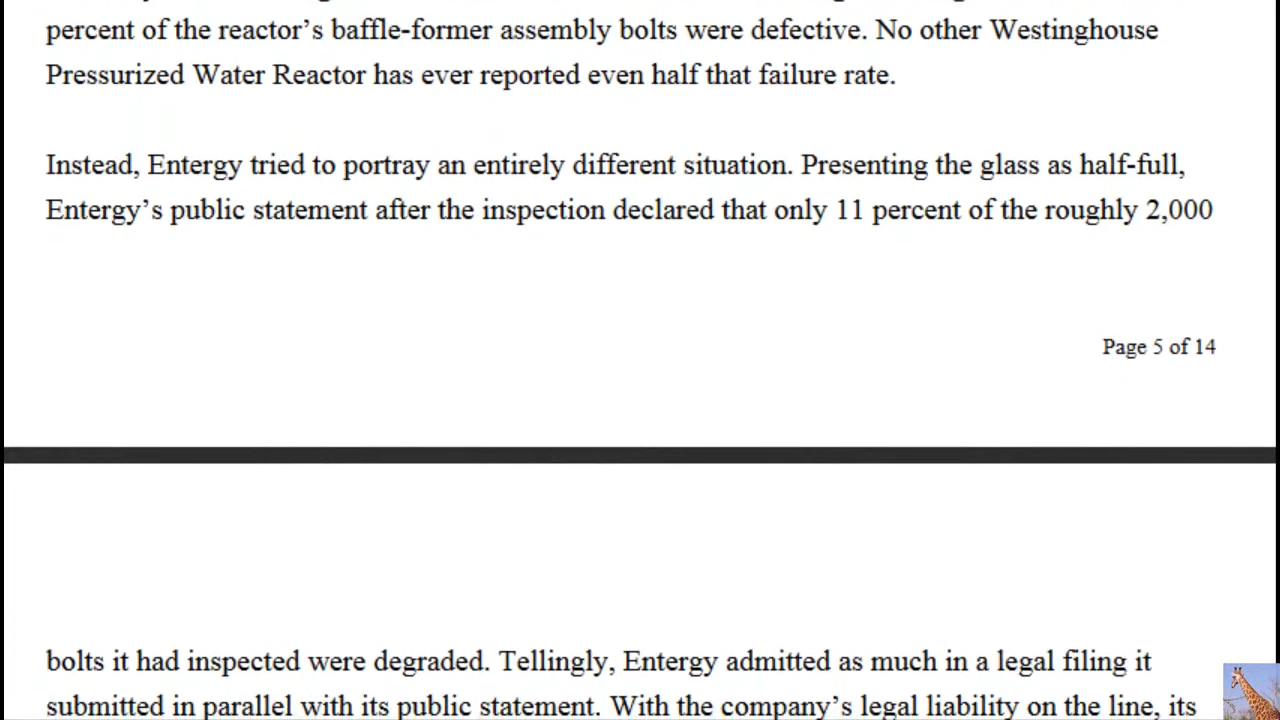 percent of the reactor’s baffle-former assembly bolts were defective. No other Westinghouse
Pressurized Water Reactor has ever reported even half that failure rate.
Instead, Entergy tried to portray an entirely different situation. Presenting the glass as half-full,
Entergy’s public statement after the inspection declared that only 11 percent of the roughly 2,000
Page 5 of 14
bolts it had inspected were degraded. Tellingly, Entergy admitted as much in a legal filing it
submitted in parallel with its public statement. With the company’s legal liability on the line, its